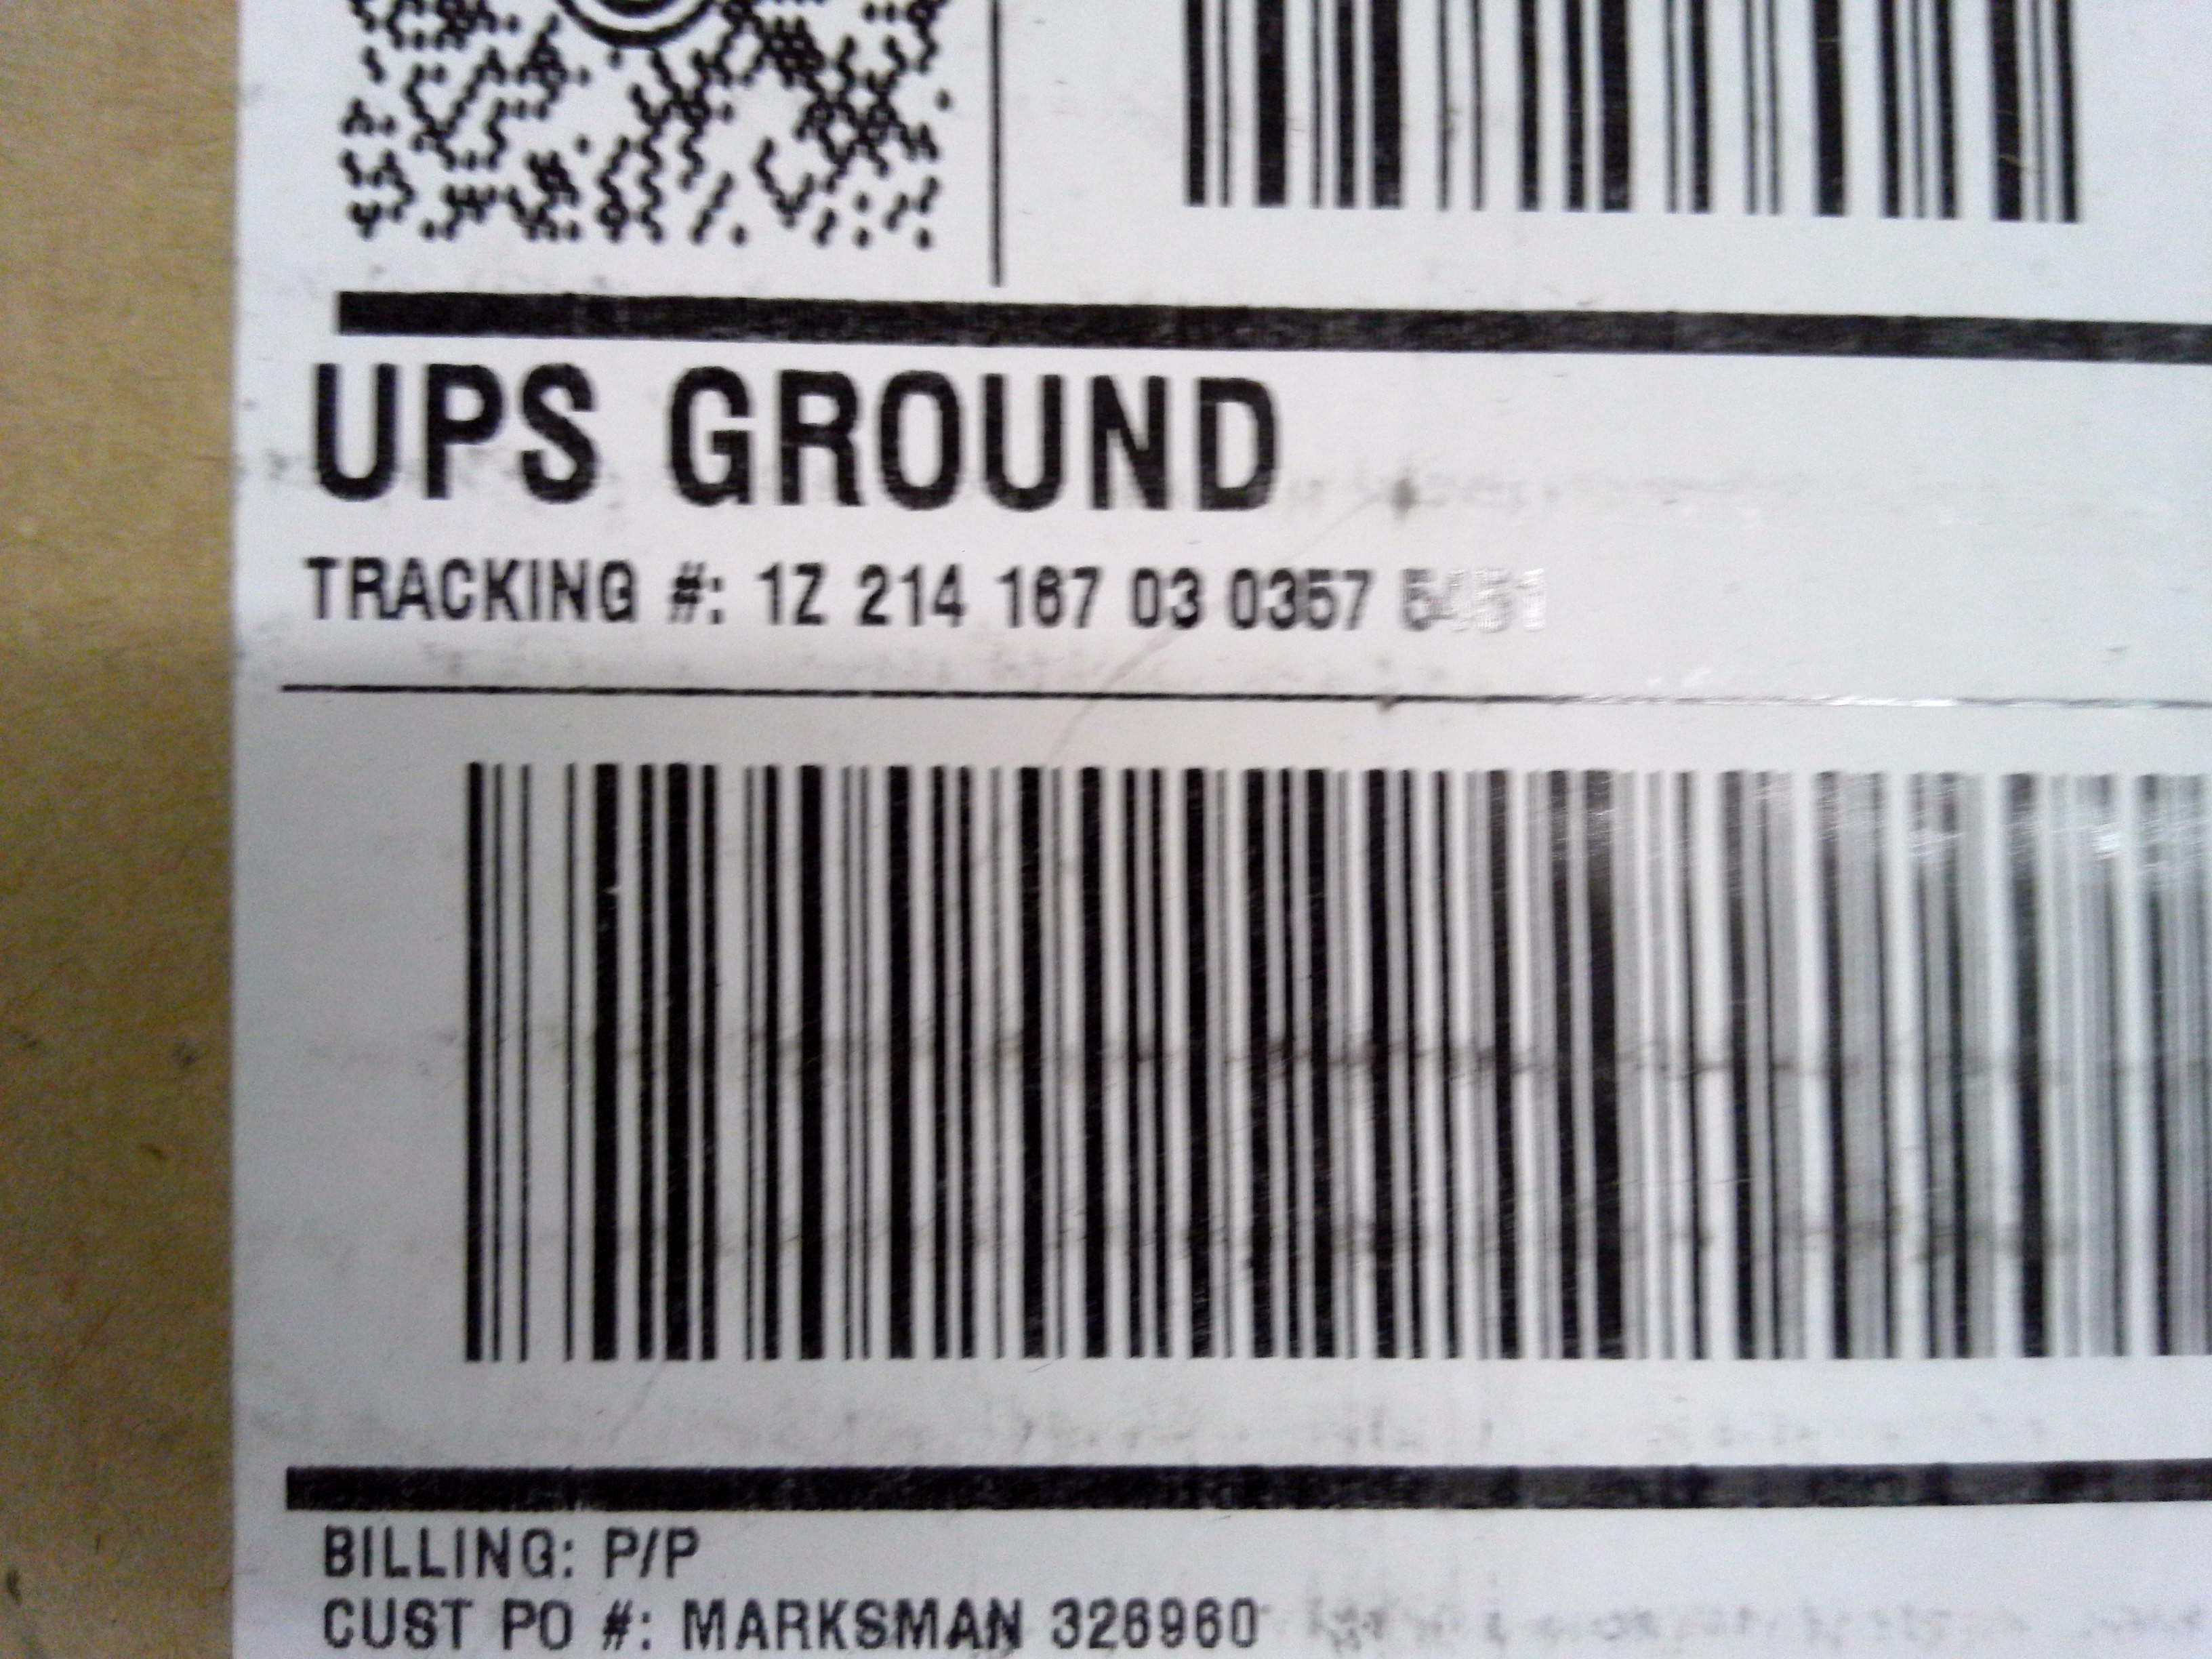 UPS GROUND
TRACKING #: 1Z 214 167 03 0357
BILLING: P/P
CUST PO #: MARKSMAN 326960